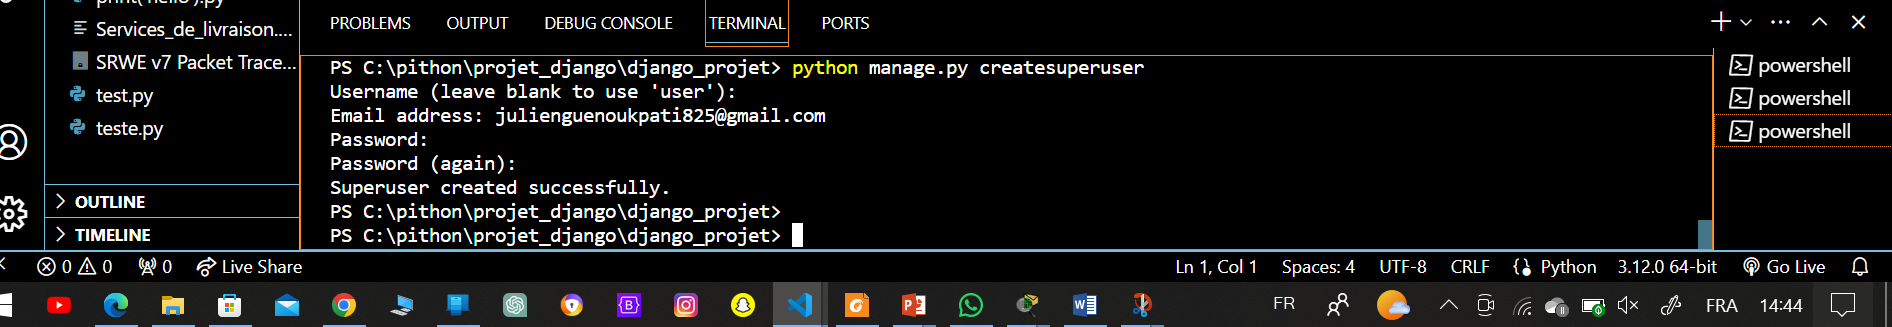 print('hello').py
Services_de_livraison....
SRWE v7 Packet Trace...
test.py
teste.py
OUTLINE
TIMELINE
PROBLEMS
OUTPUT
DEBUG CONSOLE
TERMINAL
PORTS
PS C:\pithon\projet_django\django_projet> python manage.py createsuperuser
Username (leave blank to use 'user'):
Email address: julienguenoukpati825@gmail.com
Password:
Password (again):
Superuser created successfully.
PS C:\pithon\projet_django\django_projet>
PS C:\pithon\projet_django\django_projet>
powershell
powershell
powershell
0 0 0 Live Share
Ln 1, Col 1 Spaces: 4 UTF-8 CRLF Python 3.12.0 64-bit Go Live
FR FRA 14:44